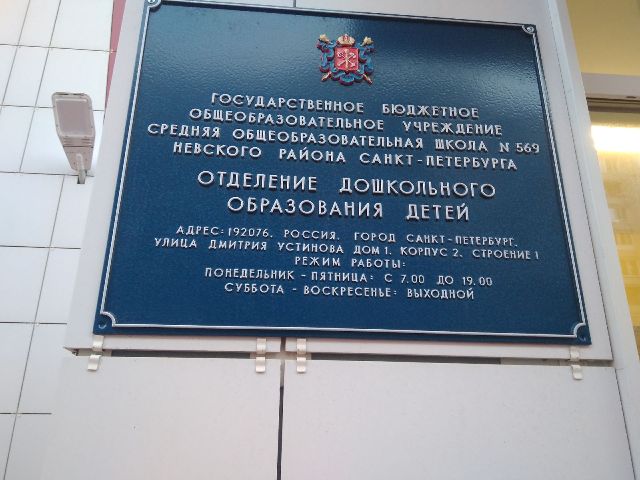 ГОСУДАРСТВЕННОЕ БЮДЖЕТНОЕ
ОБЩЕОБРАЗОВАТЕЛЬНОЕ УЧРЕЖДЕНИЕ
СРЕДНЯЯ ОБЩЕОБРАЗОВАТЕЛЬНАЯ ШКОЛА N 569
НЕВСКОГО РАЙОНА САНКТ-ПЕТЕРБУРГА
ОТДЕЛЕНИЕ ДОШКОЛЬНОГО
ОБРАЗОВАНИЯ ДЕТЕЙ
АДРЕС: 192076, РОССИЯ, ГОРОД САНКТ-ПЕТЕРБУРГ,
УЛИЦА ДМИТРИЯ УСТИНОВА ДОМ 1, КОРПУС 2, СТРОЕНИЕ 1
РЕЖИМ РАБОТЫ:
ПОНЕДЕЛЬНИК - ПЯТНИЦА: С 7.00 ДО 19.00
СУББОТА - ВОСКРЕСЕНЬЕ: ВЫХОДНОЙ